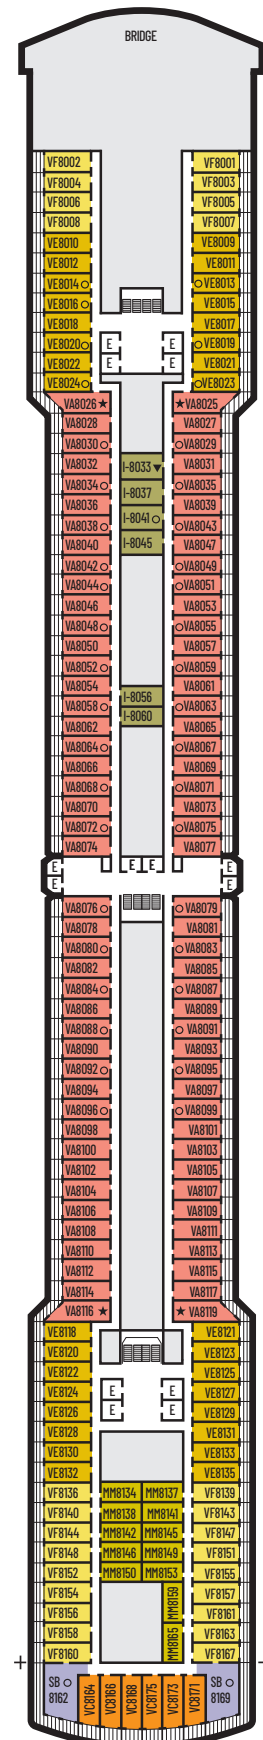 BRIDGE
VF8002 VF8001
VF8004 VF8003
VF8006 VF8005
VF8008 VF8007
VE8010 VE8009
VE8012 VE8011
VE8014 VE8013
VE8016 VE8015
VE8018 VE8017
E E
VE8020 VE8019
VE8022 E E VE8021
VE8024 VE8023
VA8026 ★ ★ VA8025
VA8028 VA8027
VA8030 VA8029
VA8032 I-8033 ▼ VA8031
VA8034 VA8035
VA8036 I-8037 VA8039
VA8038 I-8041 VA8043
VA8040 I-8045 VA8047
VA8042 VA8049
VA8044 VA8051
VA8046 VA8053
VA8048 VA8055
VA8050 VA8057
VA8052 VA8059
VA8054 I-8056 VA8061
VA8058 I-8060 VA8063
VA8062 VA8065
VA8064 VA8067
VA8066 VA8069
VA8068 VA8071
VA8070 VA8073
VA8072 VA8075
VA8074 VA8077
E E E E
E E
VA8076 VA8079
VA8078 VA8081
VA8080 VA8083
VA8082 VA8085
VA8084 VA8087
VA8086 VA8089
VA8088 VA8091
VA8090 VA8093
VA8092 VA8095
VA8094 VA8097
VA8096 VA8099
VA8098 VA8101
VA8100 VA8103
VA8102 VA8105
VA8104 VA8107
VA8106 VA8109
VA8108 VA8111
VA8110 VA8113
VA8112 VA8115
VA8114 VA8117
VA8116 ★ ★ VA8119
VE8118 VE8121
VE8120 VE8123
VE8122 VE8125
VE8124 E E VE8127
VE8126 E E VE8129
VE8128 VE8131
VE8130 VE8133
VE8132 VE8135
VF8136 MM8134 MM8137 VF8139
VF8140 MM8138 MM8141 VF8143
VF8144 MM8142 MM8145 VF8147
VF8148 MM8146 MM8149 VF8151
VF8152 MM8150 MM8153 VF8155
VF8154 MM8159 VF8157
VF8156 VF8161
VF8158 MM8165 VF8163
VF8160 VF8167
SB 8162 VC8164 VC8166 VC8168 VC8175 VC8173 VC8171 SB 8169